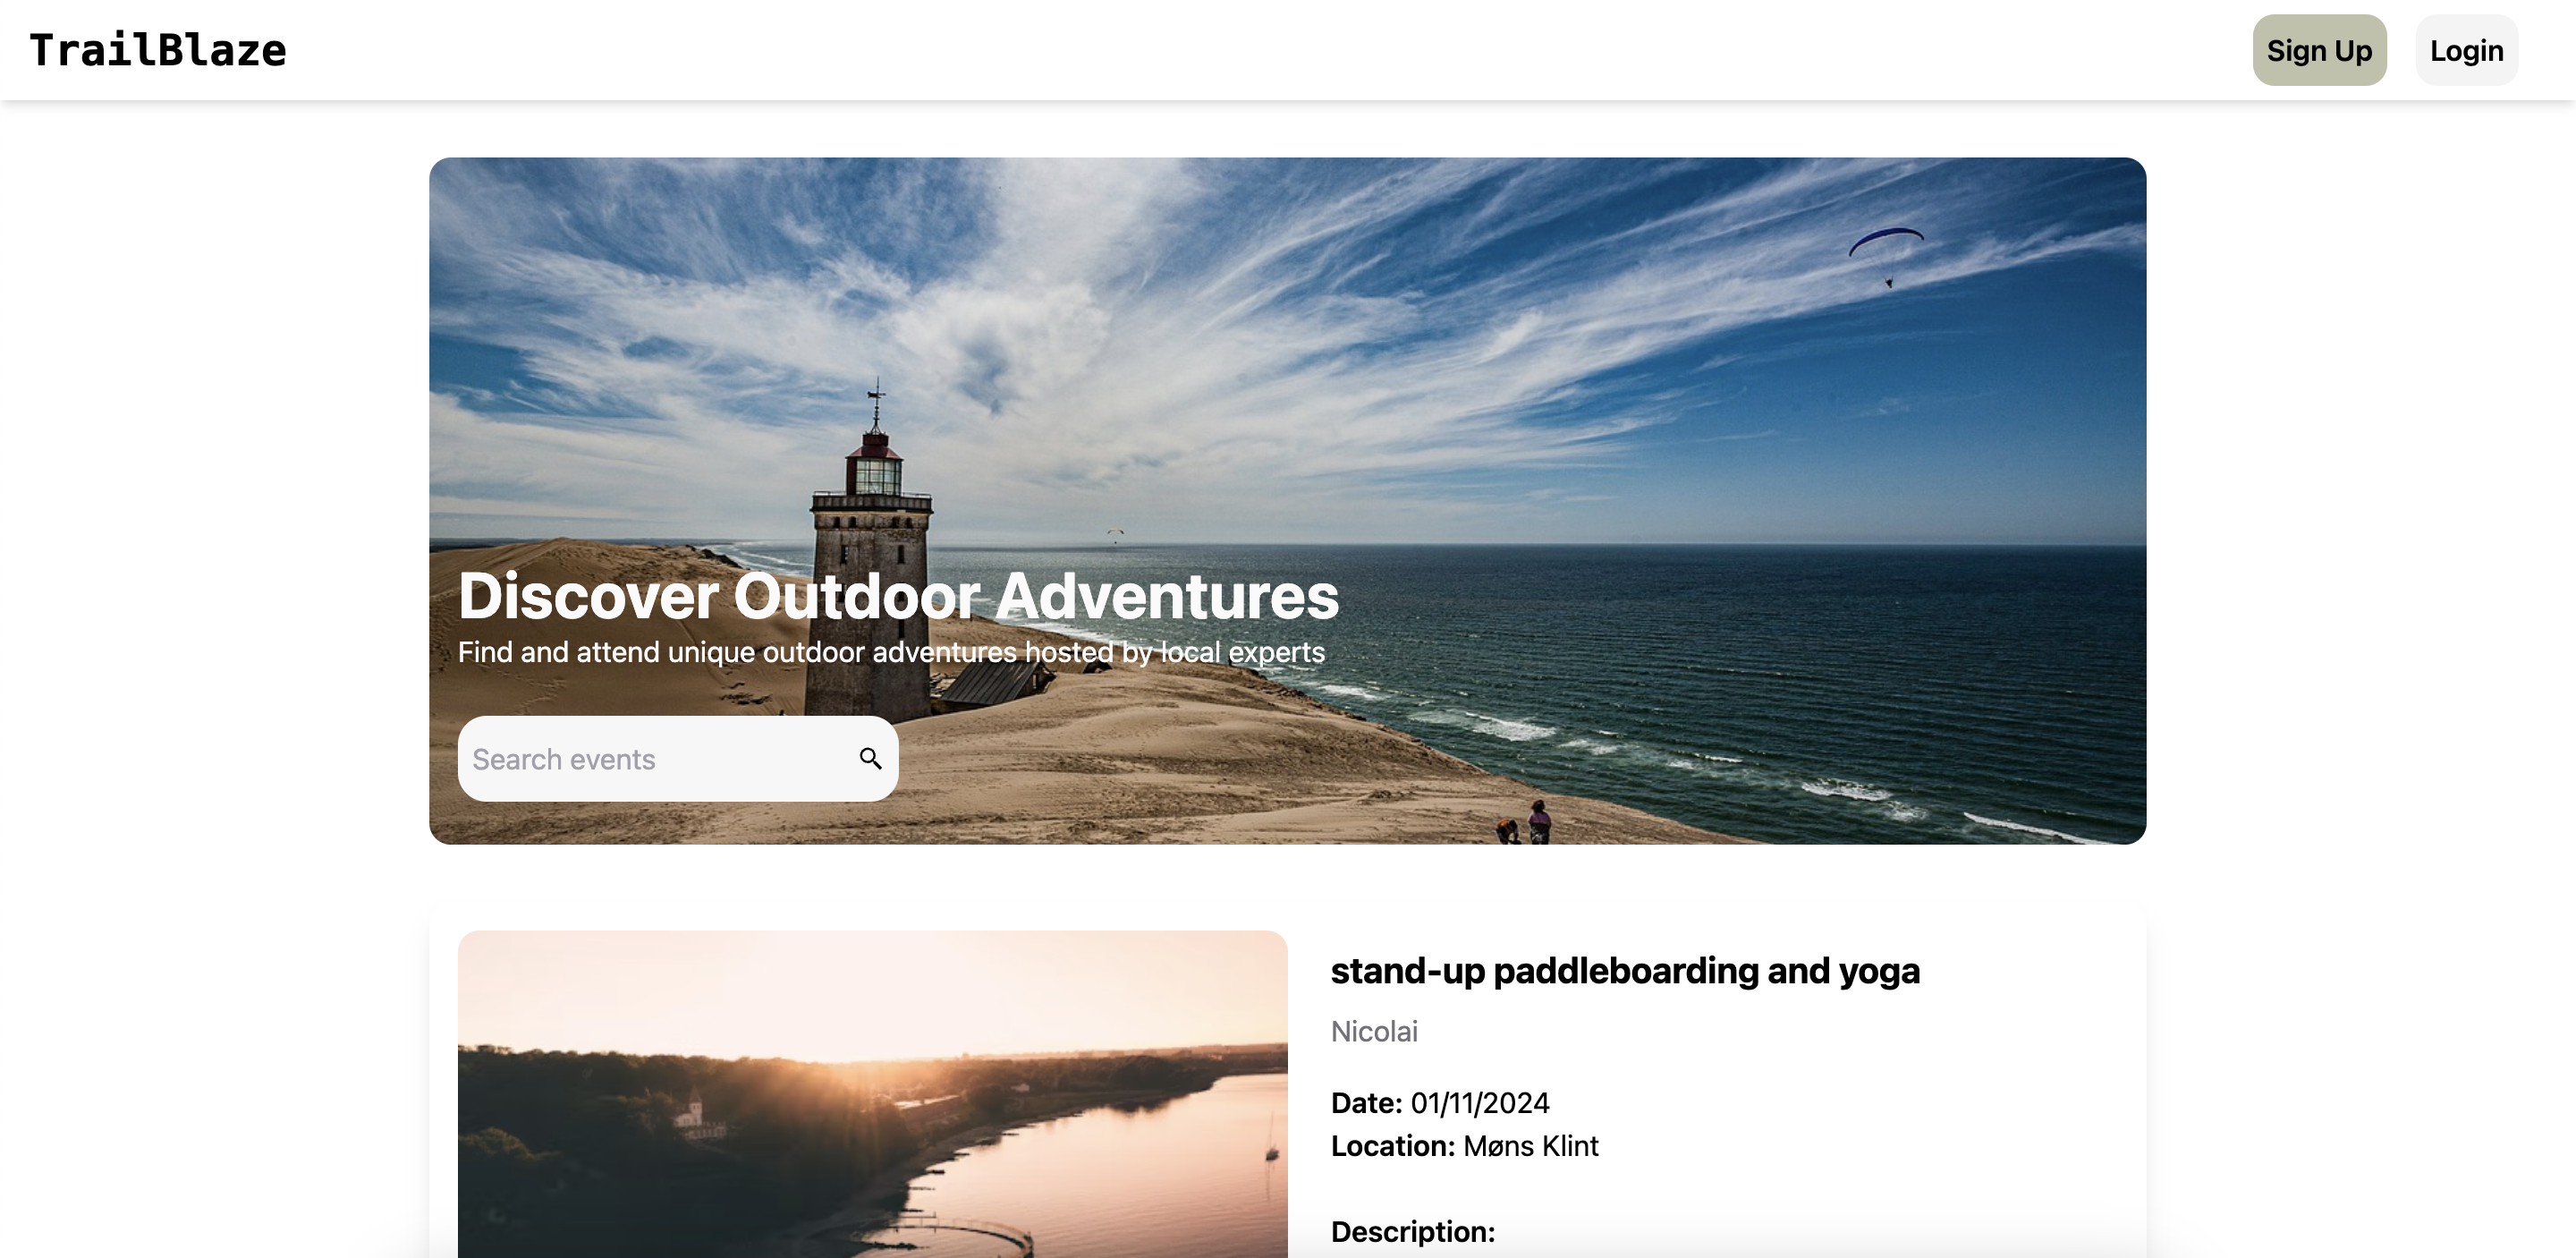 TrailBlaze
Sign Up
Login
Discover Outdoor Adventures
Find and attend unique outdoor adventures hosted by local experts
Search events
stand-up paddleboarding and yoga
Nicolai
Date: 01/11/2024
Location: Møns Klint
Description: